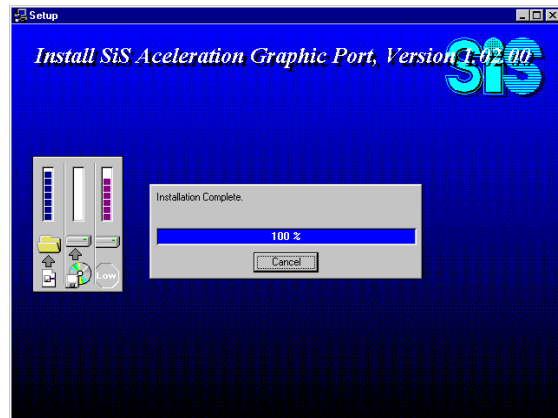 Setup
Install SiS Aceleration Graphic Port, Version 1.02.00
SiS
Installation Complete.
100 %
Cancel
Low